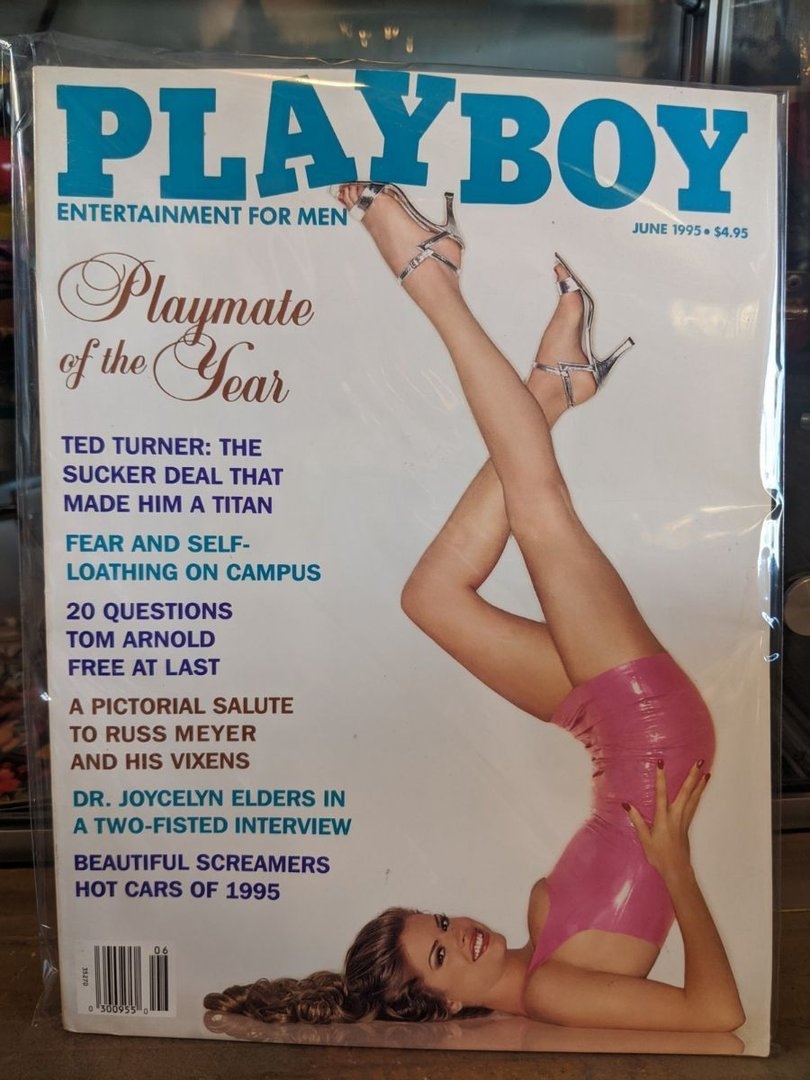 PLAYBOY
ENTERTAINMENT FOR MEN
JUNE 1995 • $4.95
Playmate
of the Year
TED TURNER: THE
SUCKER DEAL THAT
MADE HIM A TITAN
FEAR AND SELF-
LOATHING ON CAMPUS
20 QUESTIONS
TOM ARNOLD
FREE AT LAST
A PICTORIAL SALUTE
TO RUSS MEYER
AND HIS VIXENS
DR. JOYCELYN ELDERS IN
A TWO-FISTED INTERVIEW
BEAUTIFUL SCREAMERS
HOT CARS OF 1995
06
35270
0 300955 0